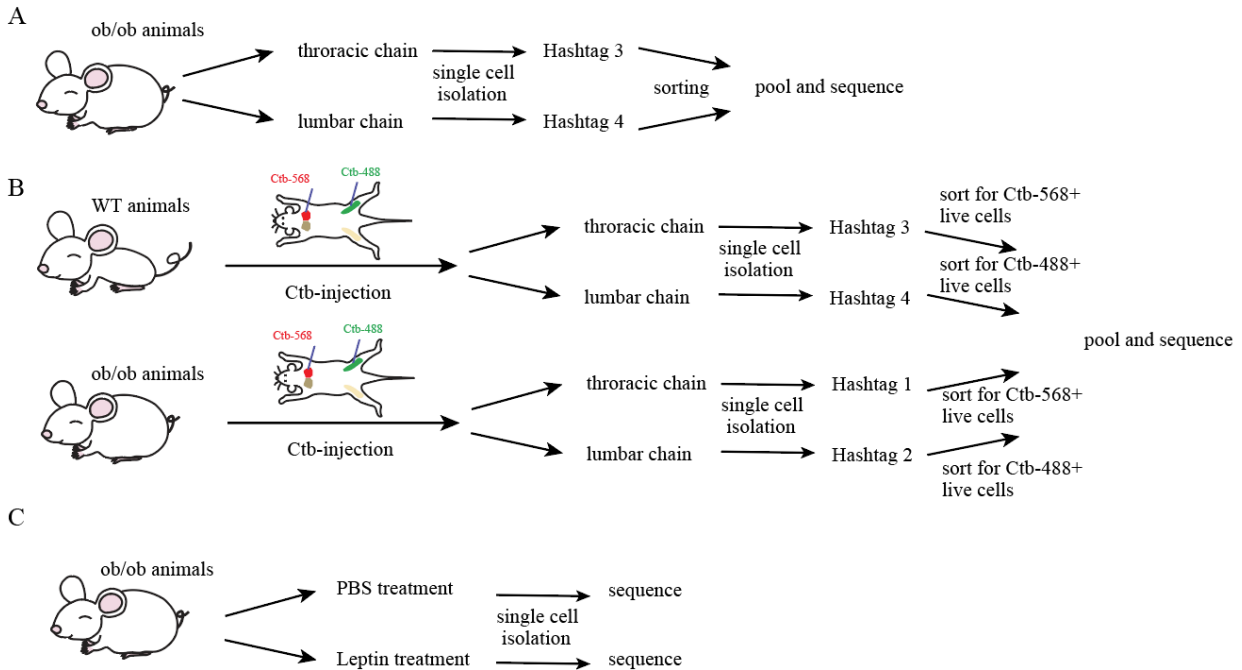 A
ob/ob animals
throracic chain
Hashtag 3
single cell
isolation
sorting
pool and sequence
lumbar chain
Hashtag 4
B
WT animals
Ctb-568
Ctb-488
Ctb-injection
throracic chain
Hashtag 3
sort for Ctb-568+
live cells
single cell
isolation
sort for Ctb-488+
live cells
lumbar chain
Hashtag 4
pool and sequence
ob/ob animals
Ctb-568
Ctb-488
Ctb-injection
throracic chain
Hashtag 1
single cell
isolation
sort for Ctb-568+
live cells
lumbar chain
Hashtag 2
sort for Ctb-488+
live cells
C
ob/ob animals
PBS treatment
sequence
single cell
isolation
Leptin treatment
sequence